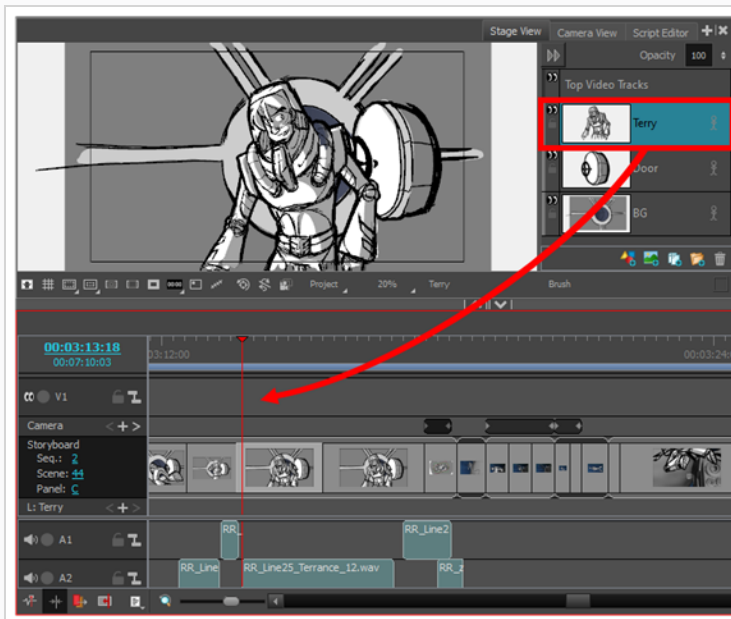 Stage View Camera View Script Editor
Opacity 100
Top Video Tracks
Terry
Door
BG
Project 20% Terry Brush
00:03:13:18
00:07:10:03
03:12:00 00:03:24:
V1
Camera
Storyboard
Seq.: 2
Scene: 44
Panel: C
L: Terry
A1 RR_ RR_Line2
A2 RR_Line RR_Line25_Terrance_12.wav RR_z